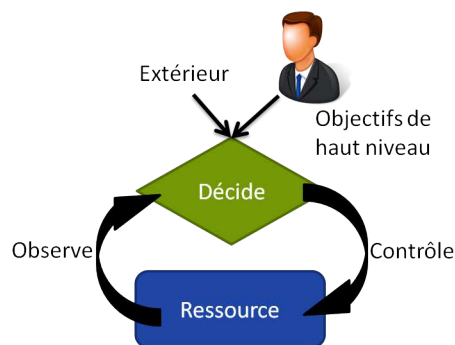 Extérieur
Objectifs de
haut niveau
Décide
Observe
Contrôle
Ressource